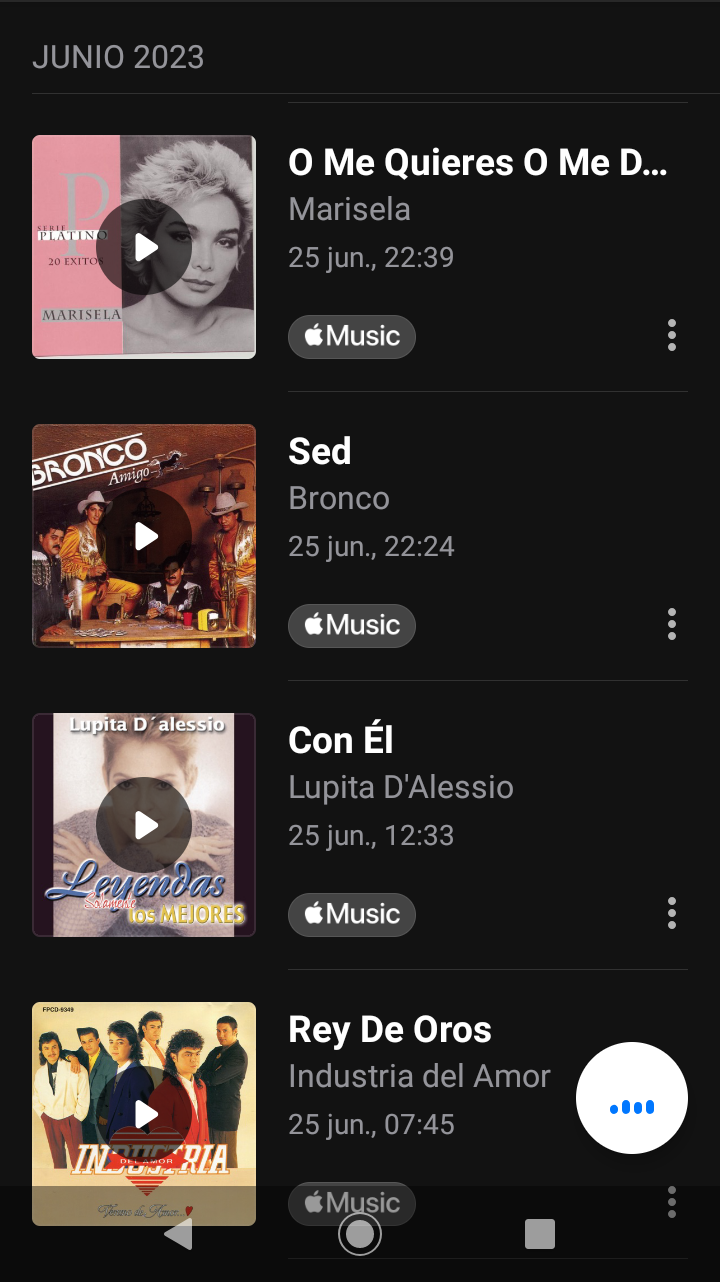 JUNIO 2023
SERIE
PLATINO
20 EXITOS
MARISELA
O Me Quieres O Me D...
Marisela
25 jun., 22:39
Music
BRONCO
Amigo
Sed
Bronco
25 jun., 22:24
Music
Lupita D´alessio
Leyendas
Solamente
los MEJORES
Con Él
Lupita D'Alessio
25 jun., 12:33
Music
FPCD-9349
INDUSTRIA
DEL AMOR
Rey De Oros
Industria del Amor
25 jun., 07:45
Music